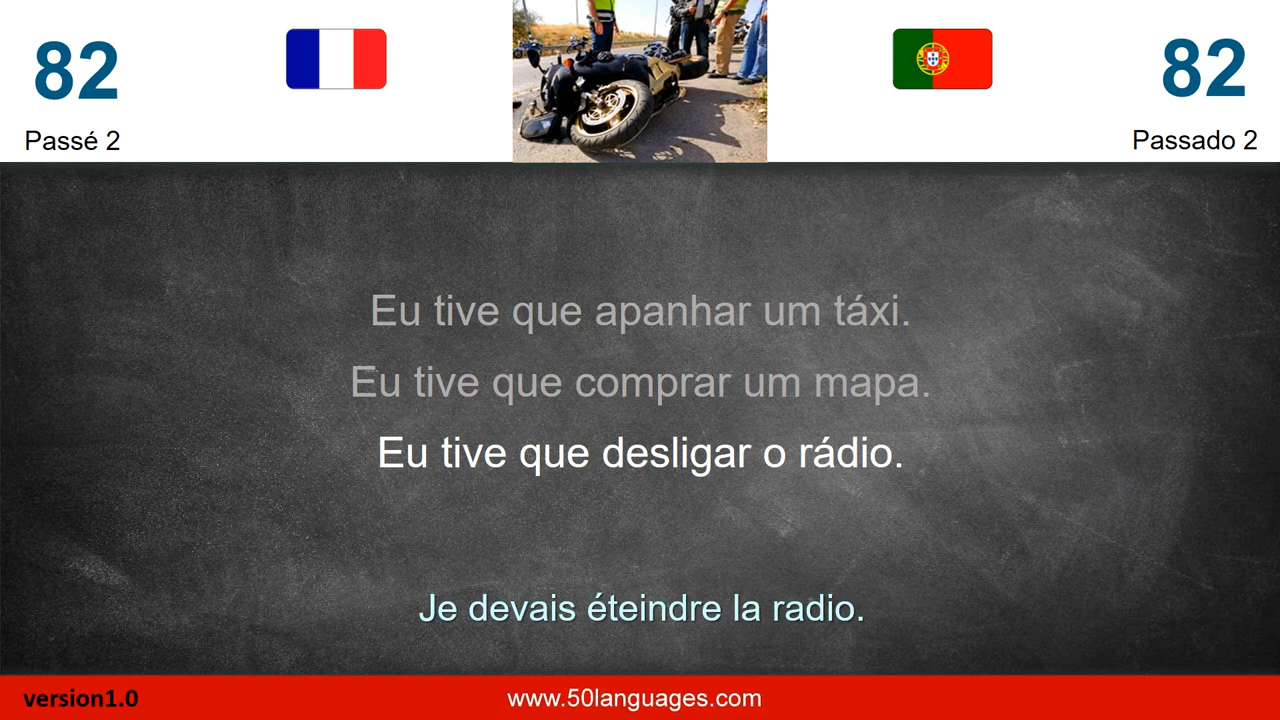 82
82
Passé 2
Passado 2
Eu tive que apanhar um táxi.
Eu tive que comprar um mapa.
Eu tive que desligar o rádio.
Je devais éteindre la radio.
version1.0
www.50languages.com